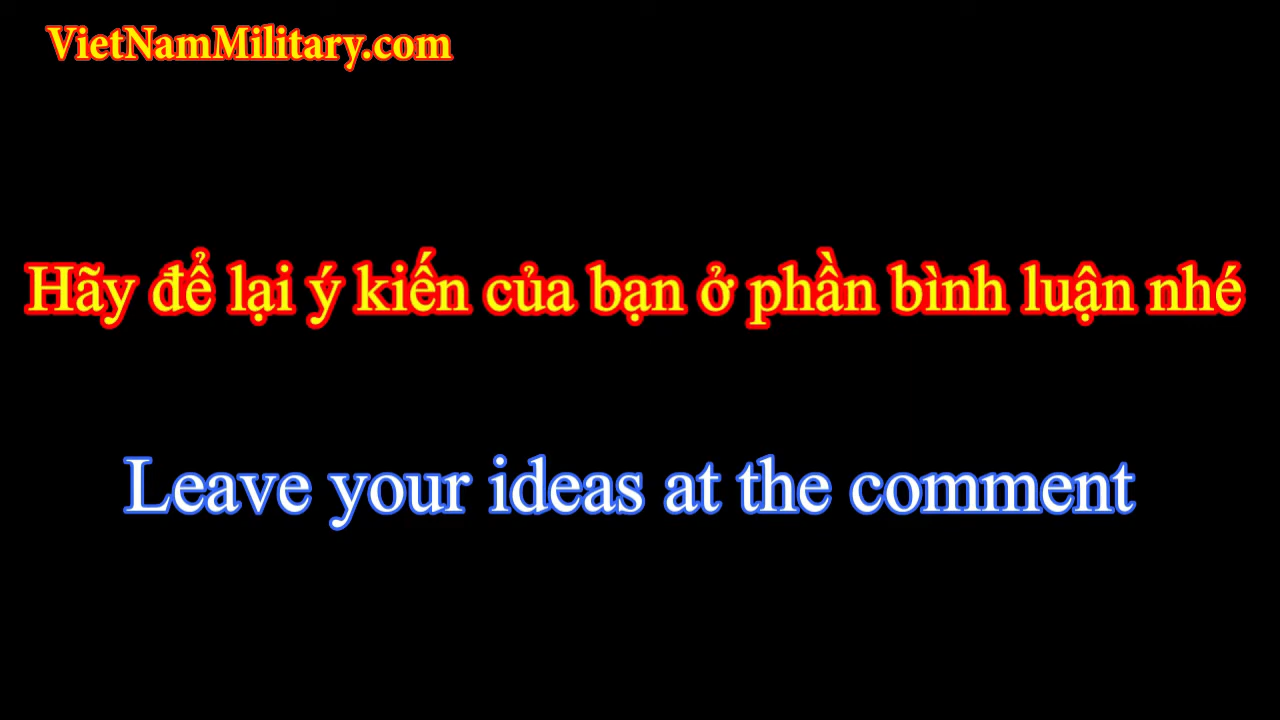 VietNamMilitary.com
Hãy để lại ý kiến của bạn ở phần bình luận nhé
Leave your ideas at the comment